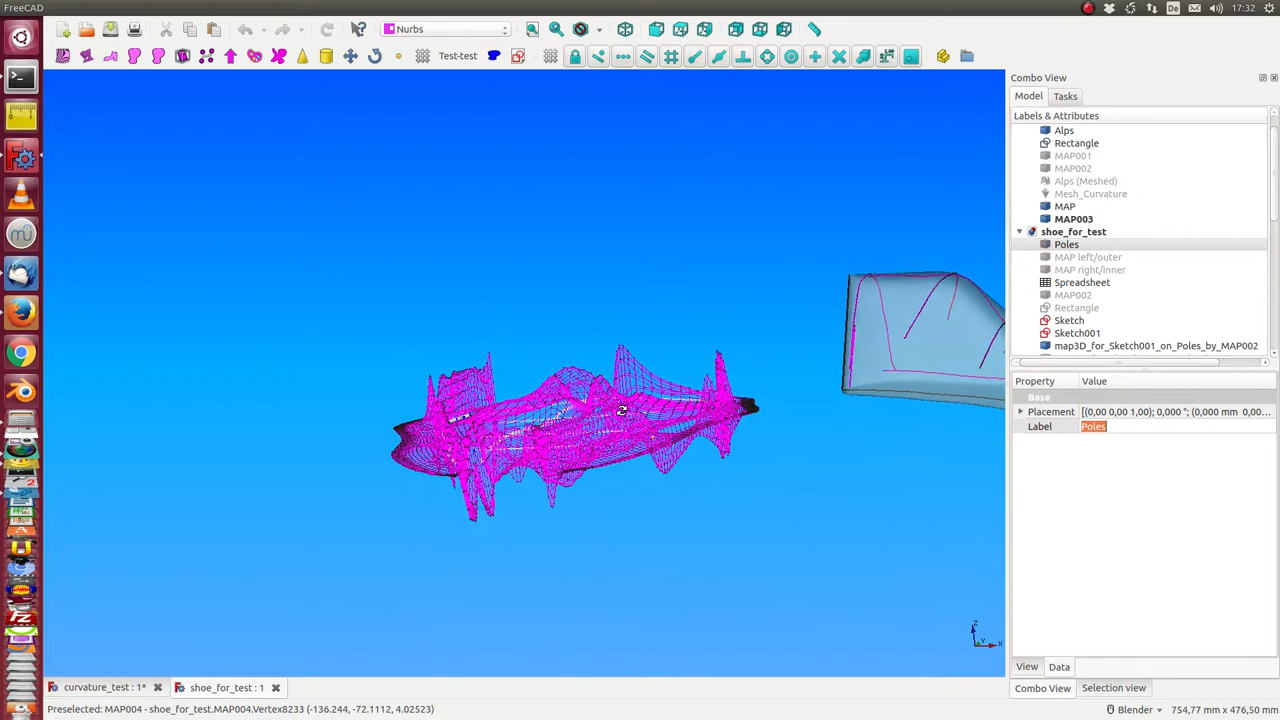 FreeCAD
De
17:32
Nurbs
Test-test
Combo View
Model
Tasks
Labels & Attributes
Alps
Rectangle
MAP001
MAP002
Alps (Meshed)
Mesh_Curvature
MAP
MAP003
shoe_for_test
Poles
MAP left/outer
MAP right/inner
Spreadsheet
MAP002
Rectangle
Sketch
Sketch001
map3D_for_Sketch001_on_Poles_by_MAP002
Property Value
Base
Placement [(0,00 0,00 1,00); 0,000 °; (0,000 mm 0,00...
Label Poles
Z
Y
X
View
Data
curvature_test : 1*
shoe_for_test : 1
Combo View
Selection view
Preselected: MAP004 - shoe_for_test.MAP004.Vertex8233 (-136.244, -72.1112, 4.02523)
Blender
754,77 mm x 476,50 mm